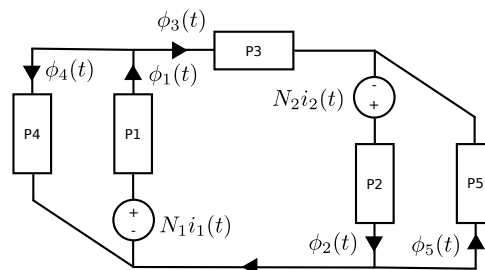 ϕ₃(t)
P3
ϕ₄(t)
ϕ₁(t)
N₂i₂(t)
-
+
P4
P1
P2
P5
+
-
N₁i₁(t)
ϕ₂(t)
ϕ₅(t)